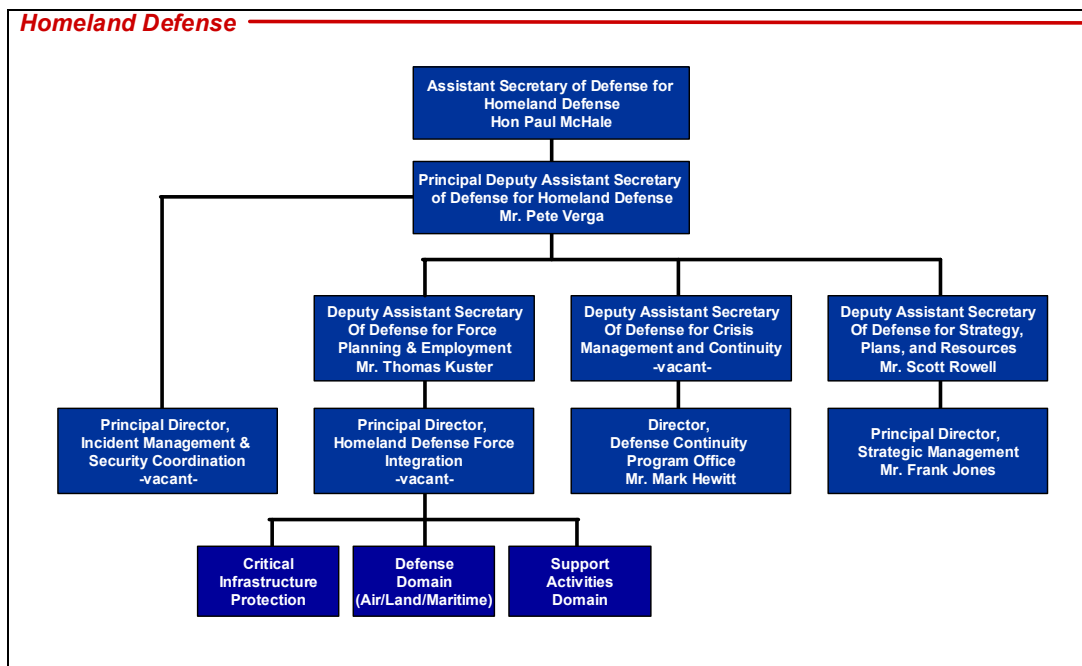 Homeland Defense
Assistant Secretary of Defense for
Homeland Defense
Hon Paul McHale
Principal Deputy Assistant Secretary
of Defense for Homeland Defense
Mr. Pete Verga
Deputy Assistant Secretary
Of Defense for Force
Planning & Employment
Mr. Thomas Kuster
Deputy Assistant Secretary
Of Defense for Crisis
Management and Continuity
-vacant-
Deputy Assistant Secretary
Of Defense for Strategy,
Plans, and Resources
Mr. Scott Rowell
Principal Director,
Incident Management &
Security Coordination
-vacant-
Principal Director,
Homeland Defense Force
Integration
-vacant-
Director,
Defense Continuity
Program Office
Mr. Mark Hewitt
Principal Director,
Strategic Management
Mr. Frank Jones
Critical
Infrastructure
Protection
Defense
Domain
(Air/Land/Maritime)
Support
Activities
Domain